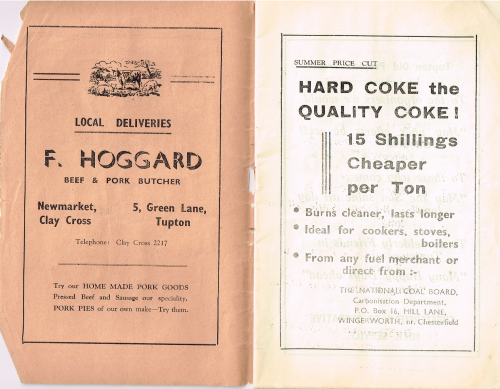 LOCAL DELIVERIES
F. HOGGARD
BEEF & PORK BUTCHER
Newmarket,
Clay Cross
5, Green Lane,
Tupton
Telephone: Clay Cross 2217
Try our HOME MADE PORK GOODS
Pressed Beef and Sausage our speciality,
PORK PIES of our own make—Try them.
SUMMER PRICE CUT
HARD COKE the
QUALITY COKE!
15 Shillings
Cheaper
per Ton
• Burns cleaner, lasts longer
• Ideal for cookers, stoves,
boilers
• From any fuel merchant or
direct from :-
THE NATIONAL COAL BOARD,
Carbonisation Department,
P.O. Box 16, HILL LANE,
WINGERWORTH, nr. Chesterfield